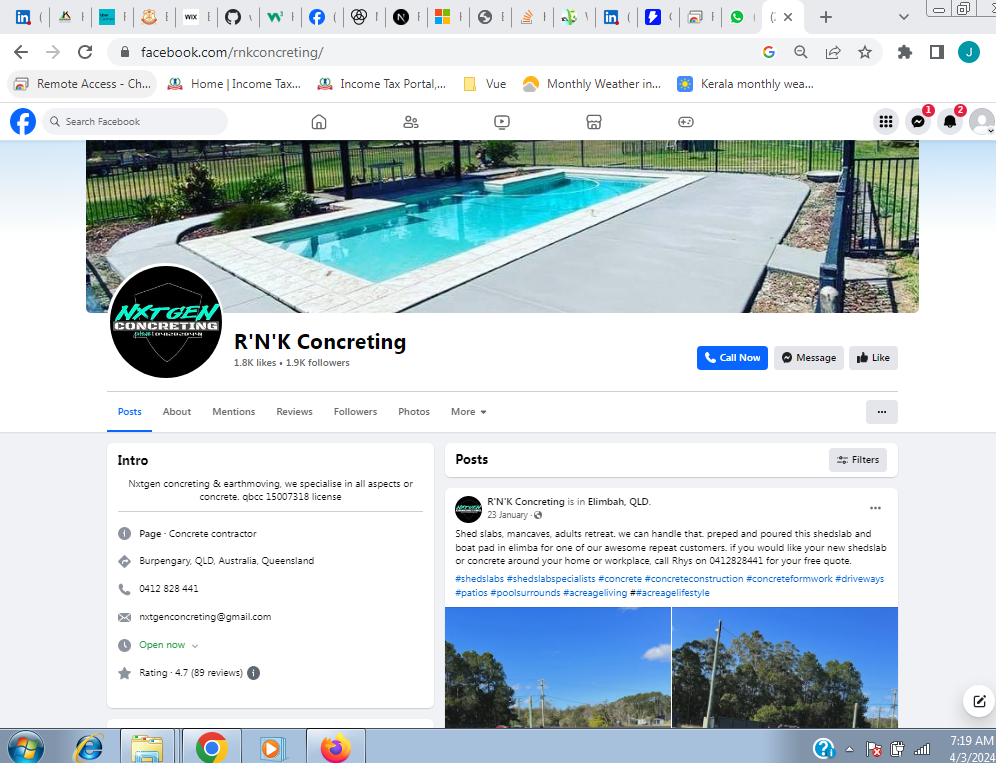 facebook.com/rnkconcreting/
Remote Access - Ch...
Home | Income Tax...
Income Tax Portal,...
Vue
Monthly Weather in...
Kerala monthly wea...
Search Facebook
1
2
NXTGEN
CONCRETING
R'N'K Concreting
1.8K likes • 1.9K followers
Call Now
Message
Like
Posts
About
Mentions
Reviews
Followers
Photos
More
Intro
Nxtgen concreting & earthmoving, we specialise in all aspects or
concrete. qbcc 15007318 license
Page · Concrete contractor
Burpengary, QLD, Australia, Queensland
0412 828 441
nxtgenconcreting@gmail.com
Open now
Rating · 4.7 (89 reviews)
Posts
Filters
R'N'K Concreting is in Elimbah, QLD.
23 January ·
Shed slabs, mancaves, adults retreat. we can handle that. preped and poured this shedslab and
boat pad in elimba for one of our awesome repeat customers. if you would like your new shedslab
or concrete around your home or workplace, call Rhys on 0412828441 for your free quote.
#shedslabs #shedslabspecialists #concrete #concreteconstruction #concreteformwork #driveways
#patios #poolsurrounds #acreageliving ##acreagelifestyle
7:19 AM
4/3/2024